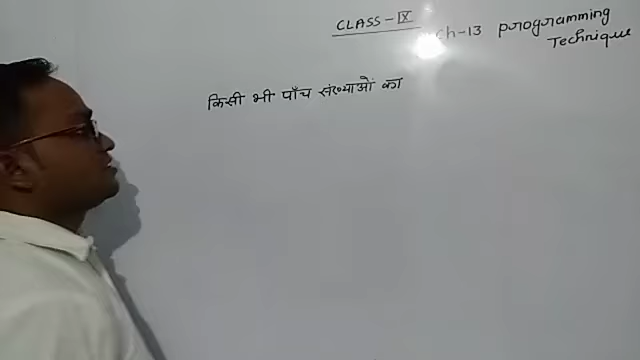 CLASS - IX
Ch-13 programming
Technique
किसी भी पाँच संख्याओं का